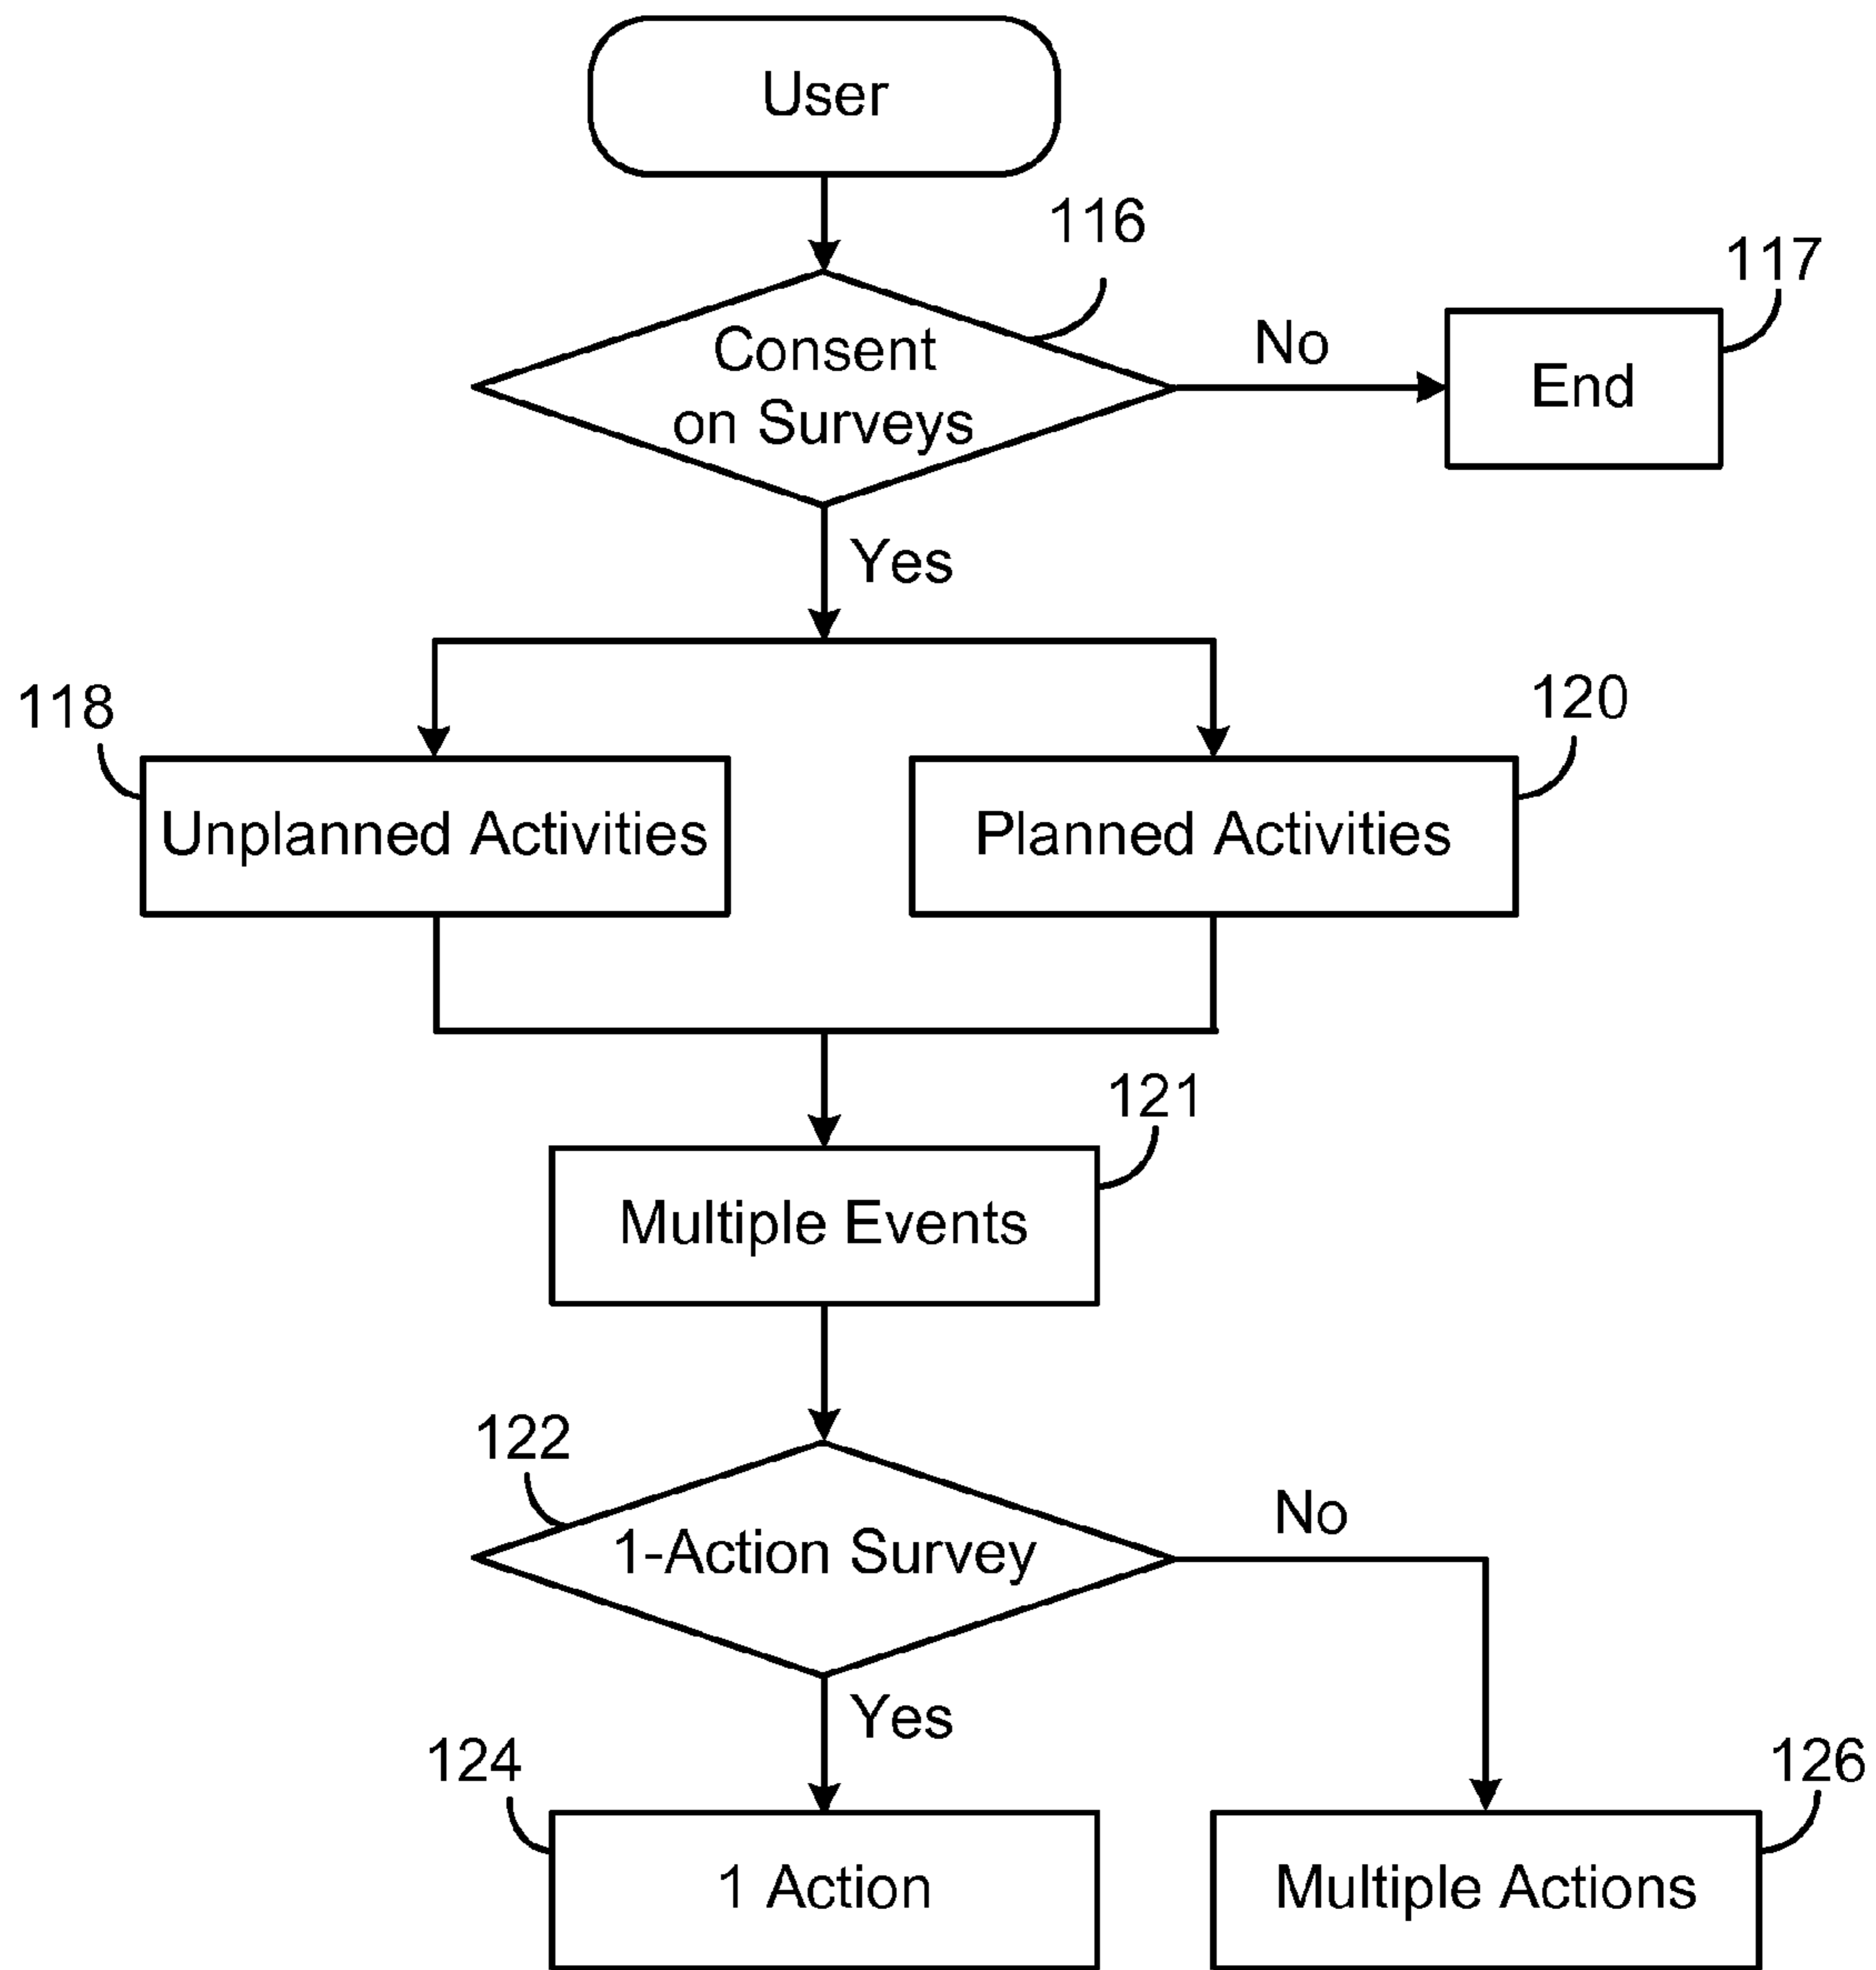 User
116
117
Consent
on Surveys
No
End
Yes
118
120
Unplanned Activities
Planned Activities
121
Multiple Events
122
No
1-Action Survey
Yes
124
126
1 Action
Multiple Actions